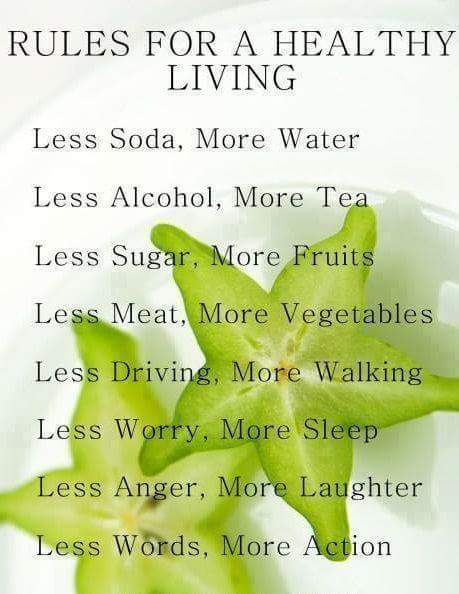 RULES FOR A HEALTHY
LIVING
Less Soda, More Water
Less Alcohol, More Tea
Less Sugar, More Fruits
Less Meat, More Vegetables
Less Driving, More Walking
Less Worry, More Sleep
Less Anger, More Laughter
Less Words, More Action